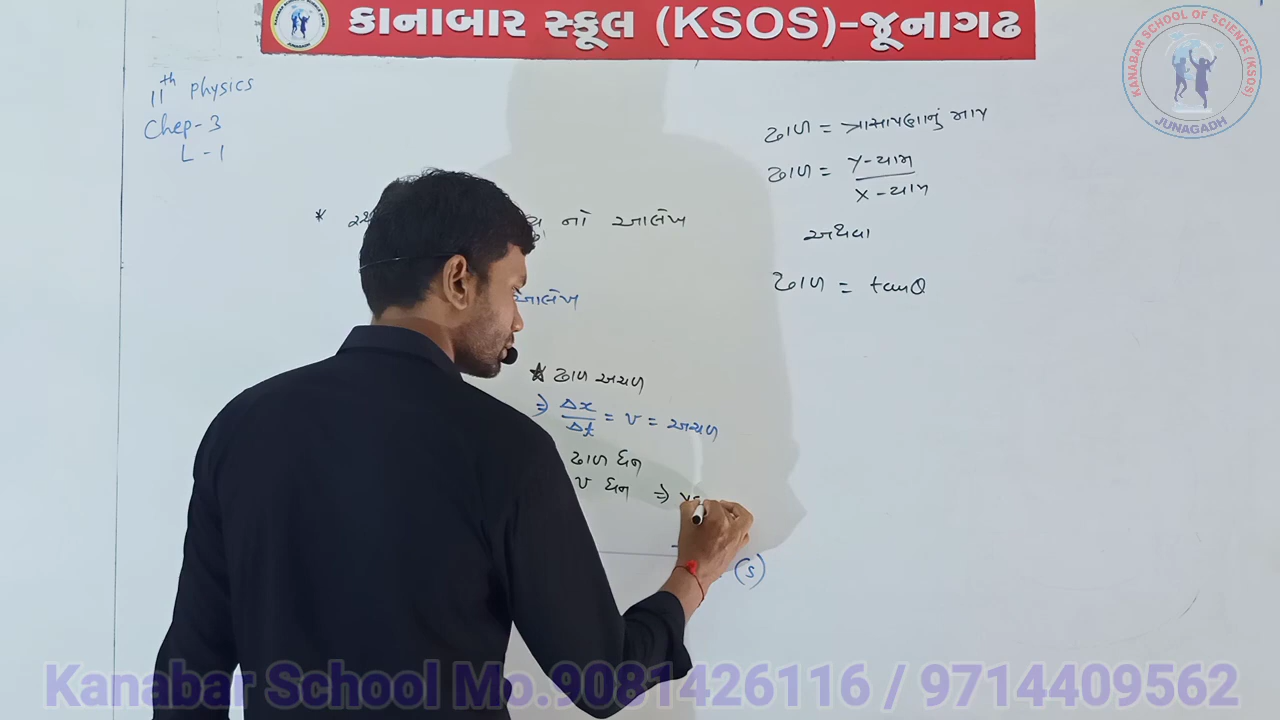 કાનાબાર સ્કૂલ (KSOS)-જૂનાગઢ
KANABAR SCHOOL OF SCIENCE (KSOS)
JUNAGADH
11th Physics
Chep-3
L-1
ઢાળ = ત્રાસાપણાનું માપ
ઢાળ = Y-યામ / X-યામ
અથવા
ઢાળ = tanθ
* નો આલેખ
આલેખ
★ ઢાળ અચળ
⇒ Δx/Δt = v = અચળ
ઢાળ ધન
v ધન ⇒
(s)
Kanabar School Mo.9081426116 / 9714409562